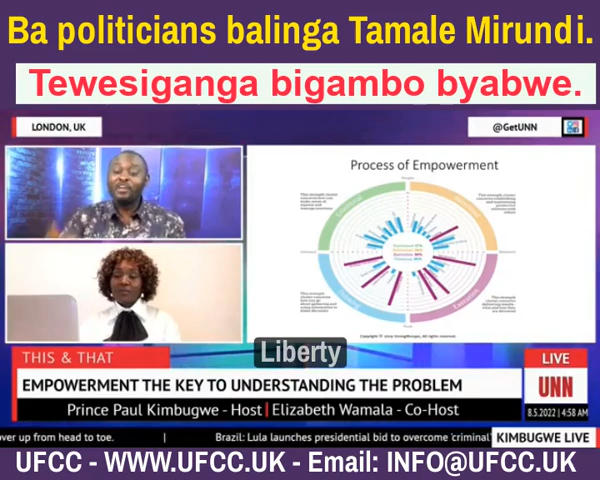 Ba politicians balinga Tamale Mirundi.
Tewesiganga bigambo byabwe.
LONDON, UK
@GetUNN
Process of Empowerment
Liberty
THIS & THAT
LIVE
EMPOWERMENT THE KEY TO UNDERSTANDING THE PROBLEM
UNN
Prince Paul Kimbugwe - Host | Elizabeth Wamala - Co-Host
8.5.2022 | 4:58 AM
over up from head to toe. | Brazil: Lula launches presidential bid to overcome 'criminal'
KIMBUGWE LIVE
UFCC - WWW.UFCC.UK - Email: INFO@UFCC.UK